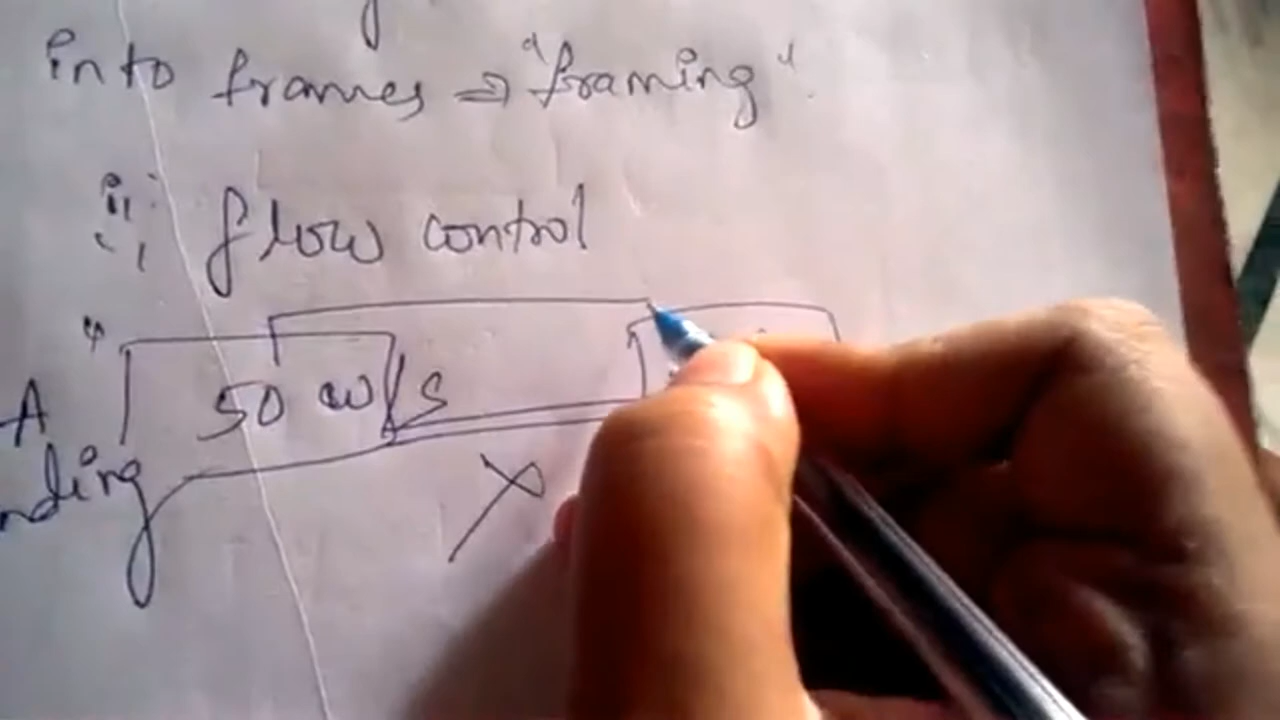 into frames ⇒ "framing".
ii) flow control
50 w/s
A
nding